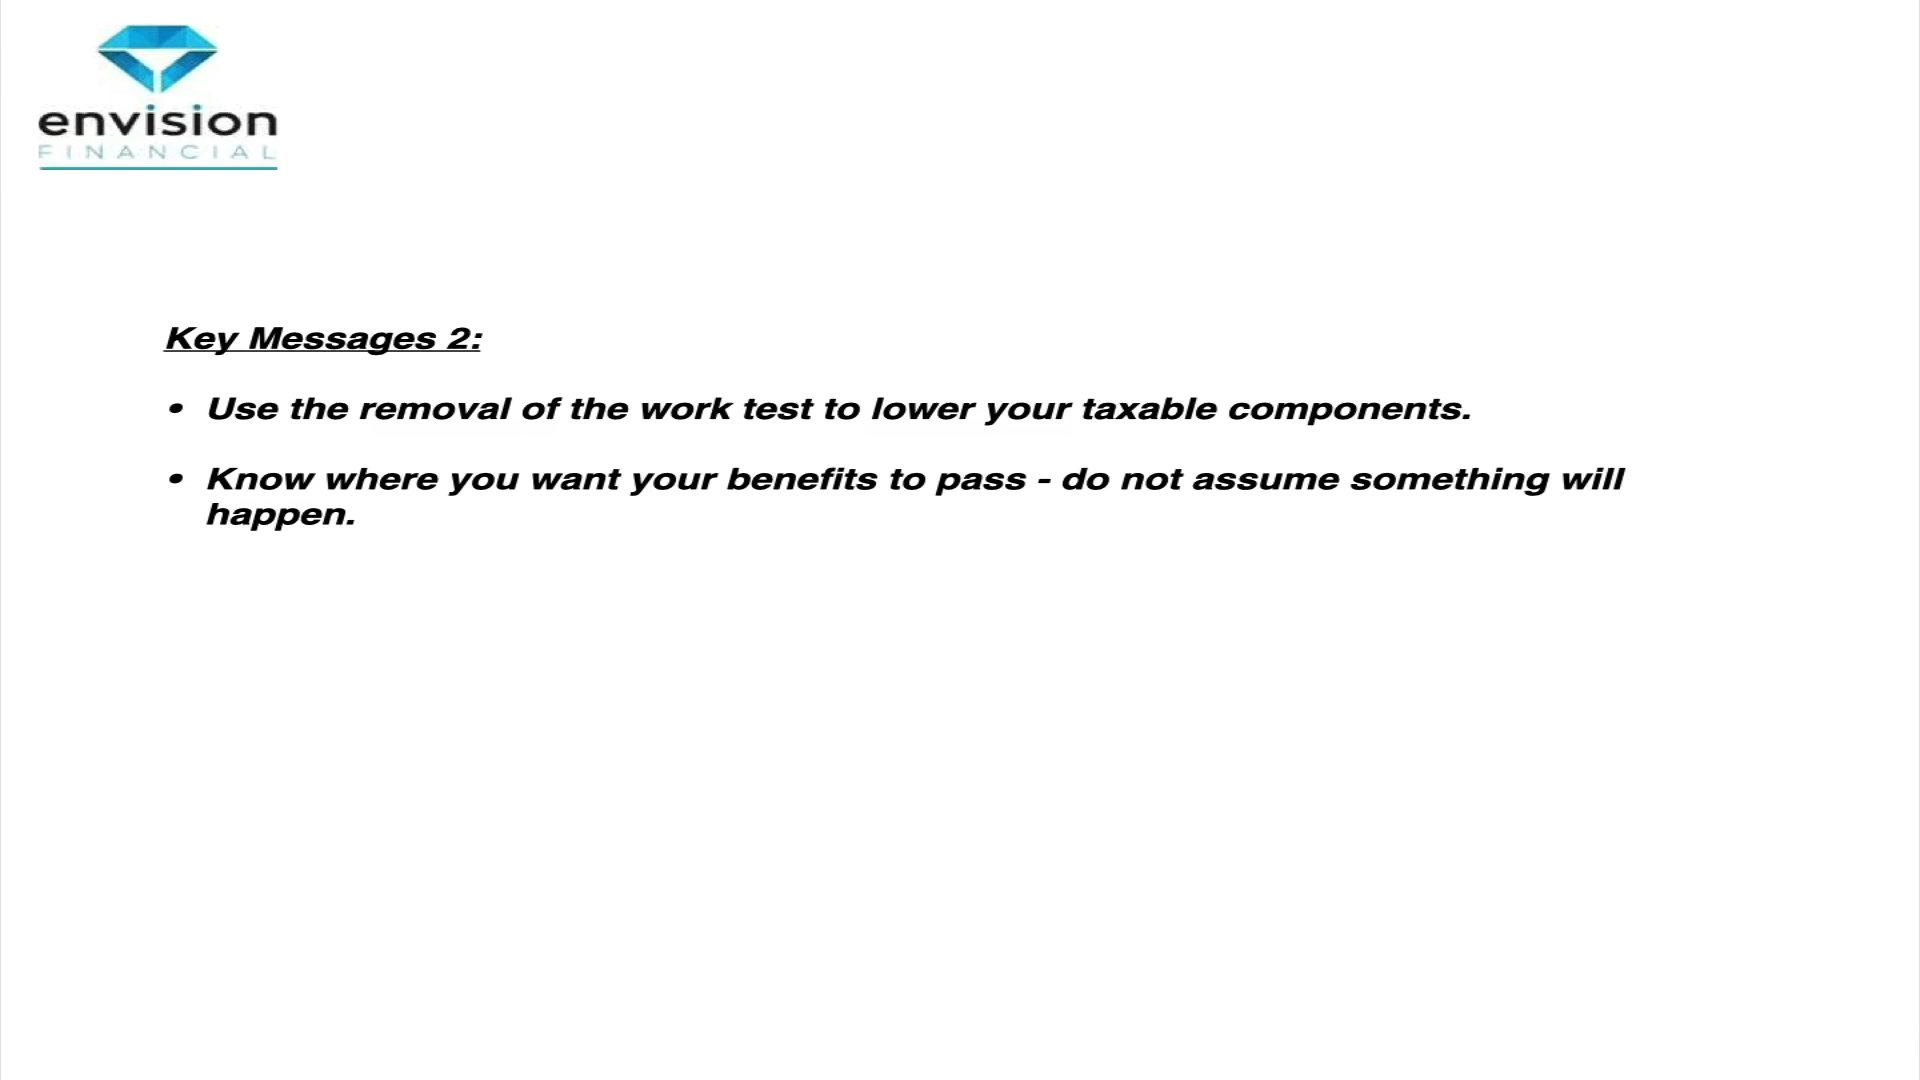 envision
FINANCIAL
Key Messages 2:
• Use the removal of the work test to lower your taxable components.
• Know where you want your benefits to pass - do not assume something will
happen.